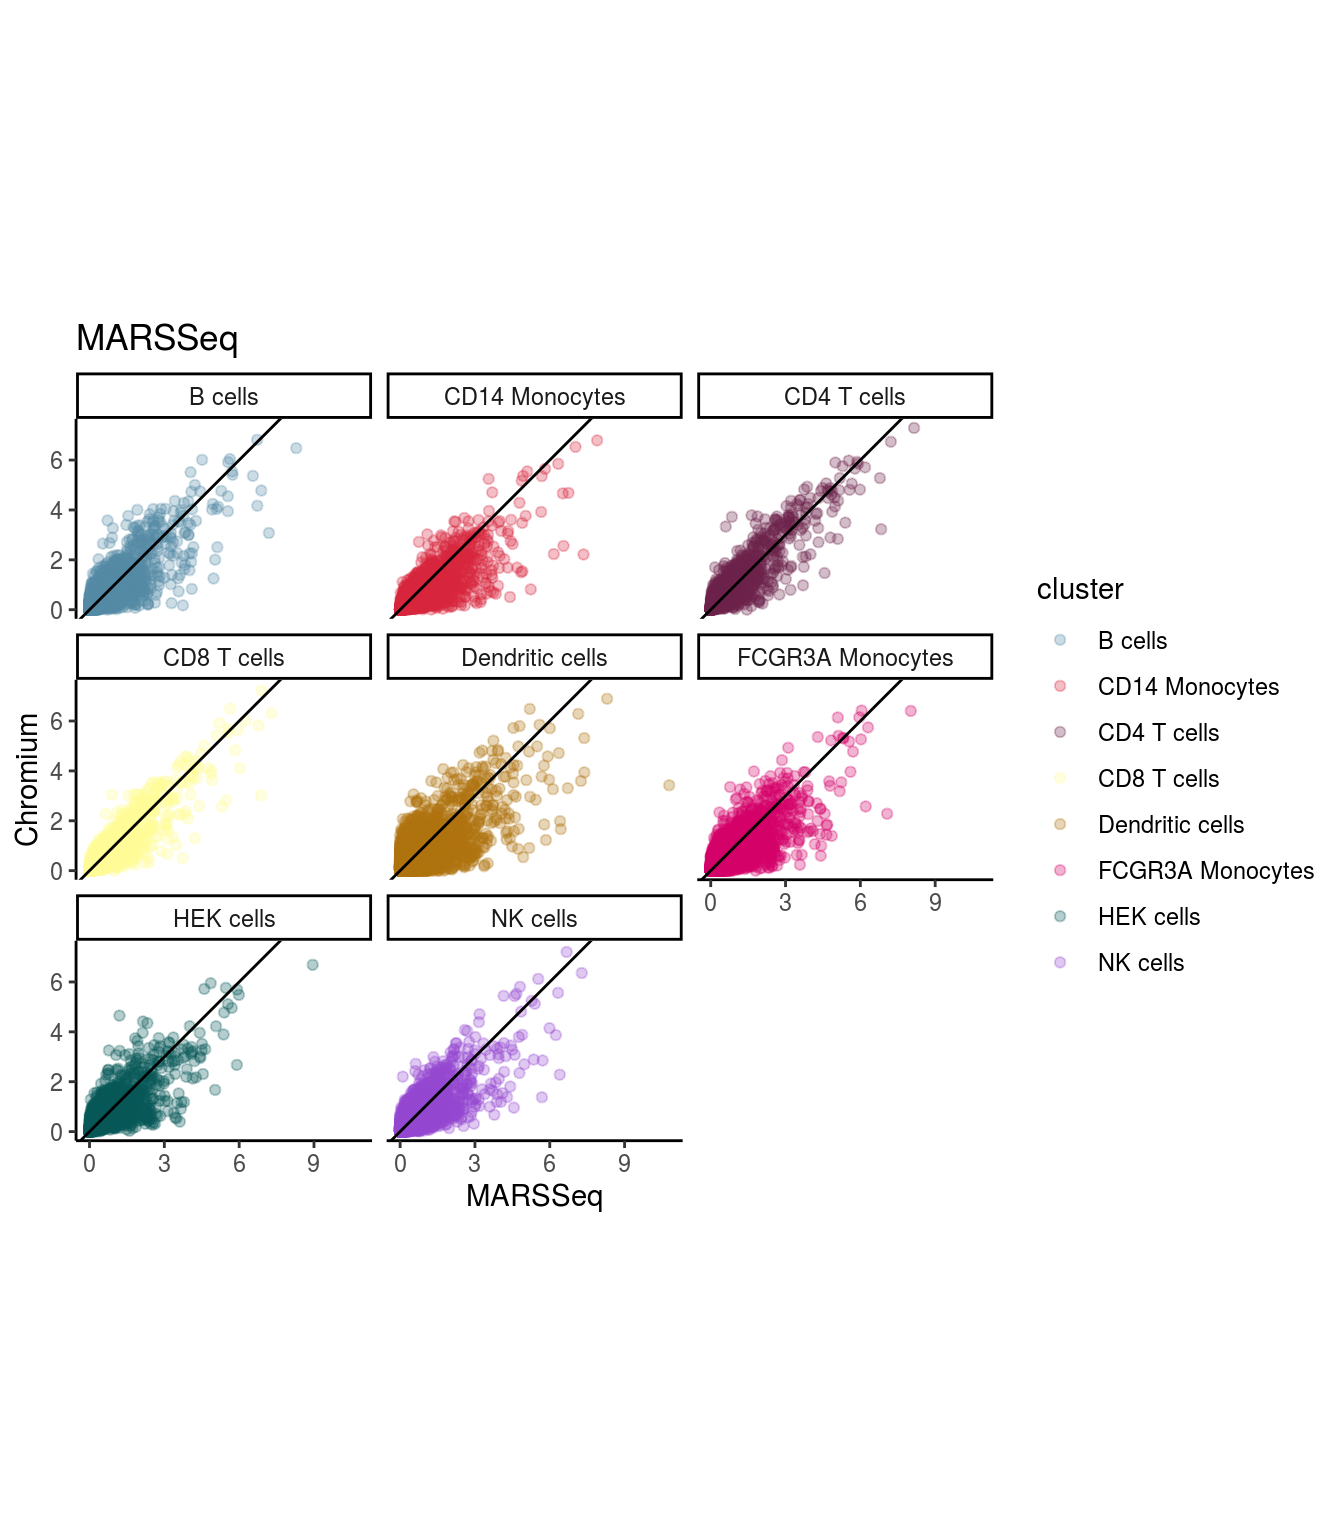 MARSSeq
B cells
CD14 Monocytes
CD4 T cells
6
4
2
0
CD8 T cells
Dendritic cells
FCGR3A Monocytes
6
4
2
0
0 3 6 9
HEK cells
NK cells
6
4
2
0
0 3 6 9
0 3 6 9
MARSSeq
Chromium
cluster
B cells
CD14 Monocytes
CD4 T cells
CD8 T cells
Dendritic cells
FCGR3A Monocytes
HEK cells
NK cells